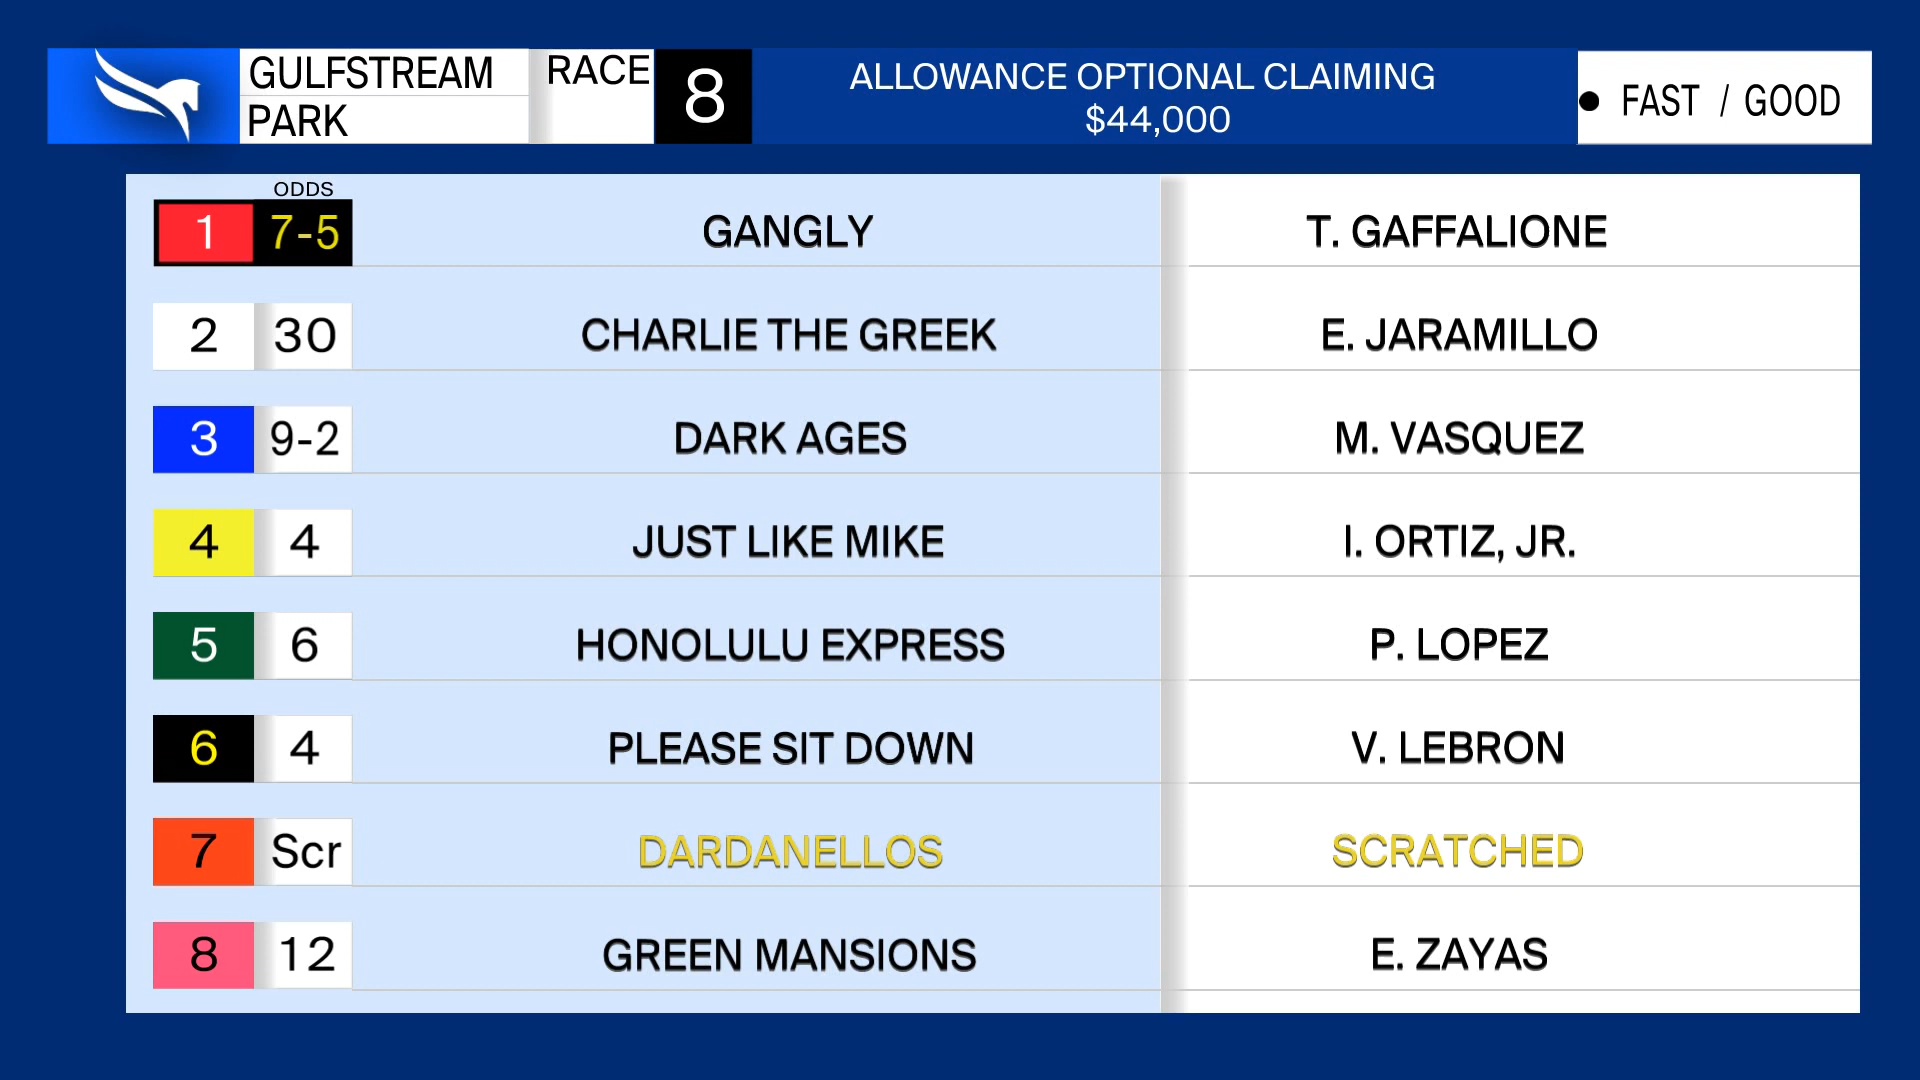 GULFSTREAM
PARK
RACE
8
ALLOWANCE OPTIONAL CLAIMING
$44,000
FAST / GOOD
ODDS
1 7-5 GANGLY T. GAFFALIONE
2 30 CHARLIE THE GREEK E. JARAMILLO
3 9-2 DARK AGES M. VASQUEZ
4 4 JUST LIKE MIKE I. ORTIZ, JR.
5 6 HONOLULU EXPRESS P. LOPEZ
6 4 PLEASE SIT DOWN V. LEBRON
7 Scr DARDANELLOS SCRATCHED
8 12 GREEN MANSIONS E. ZAYAS